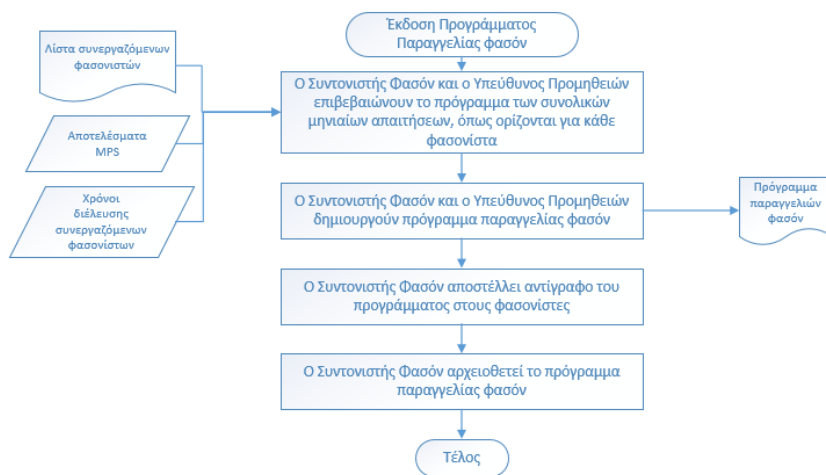 Έκδοση Προγράμματος
Παραγγελίας φασόν
Λίστα συνεργαζόμενων
φασονιστών
Ο Συντονιστής Φασόν και ο Υπεύθυνος Προμηθειών
επιβεβαιώνουν το πρόγραμμα των συνολικών
μηνιαίων απαιτήσεων, όπως ορίζονται για κάθε
φασονίστα
Αποτελέσματα
MPS
Χρόνοι
διέλευσης
συνεργαζόμενων
φασονίστων
Ο Συντονιστής Φασόν και ο Υπεύθυνος Προμηθειών
δημιουργούν πρόγραμμα παραγγελίας φασόν
Πρόγραμμα
παραγγελιών
φασόν
Ο Συντονιστής Φασόν αποστέλλει αντίγραφο του
προγράμματος στους φασονίστες
Ο Συντονιστής Φασόν αρχειοθετεί το πρόγραμμα
παραγγελίας φασόν
Τέλος